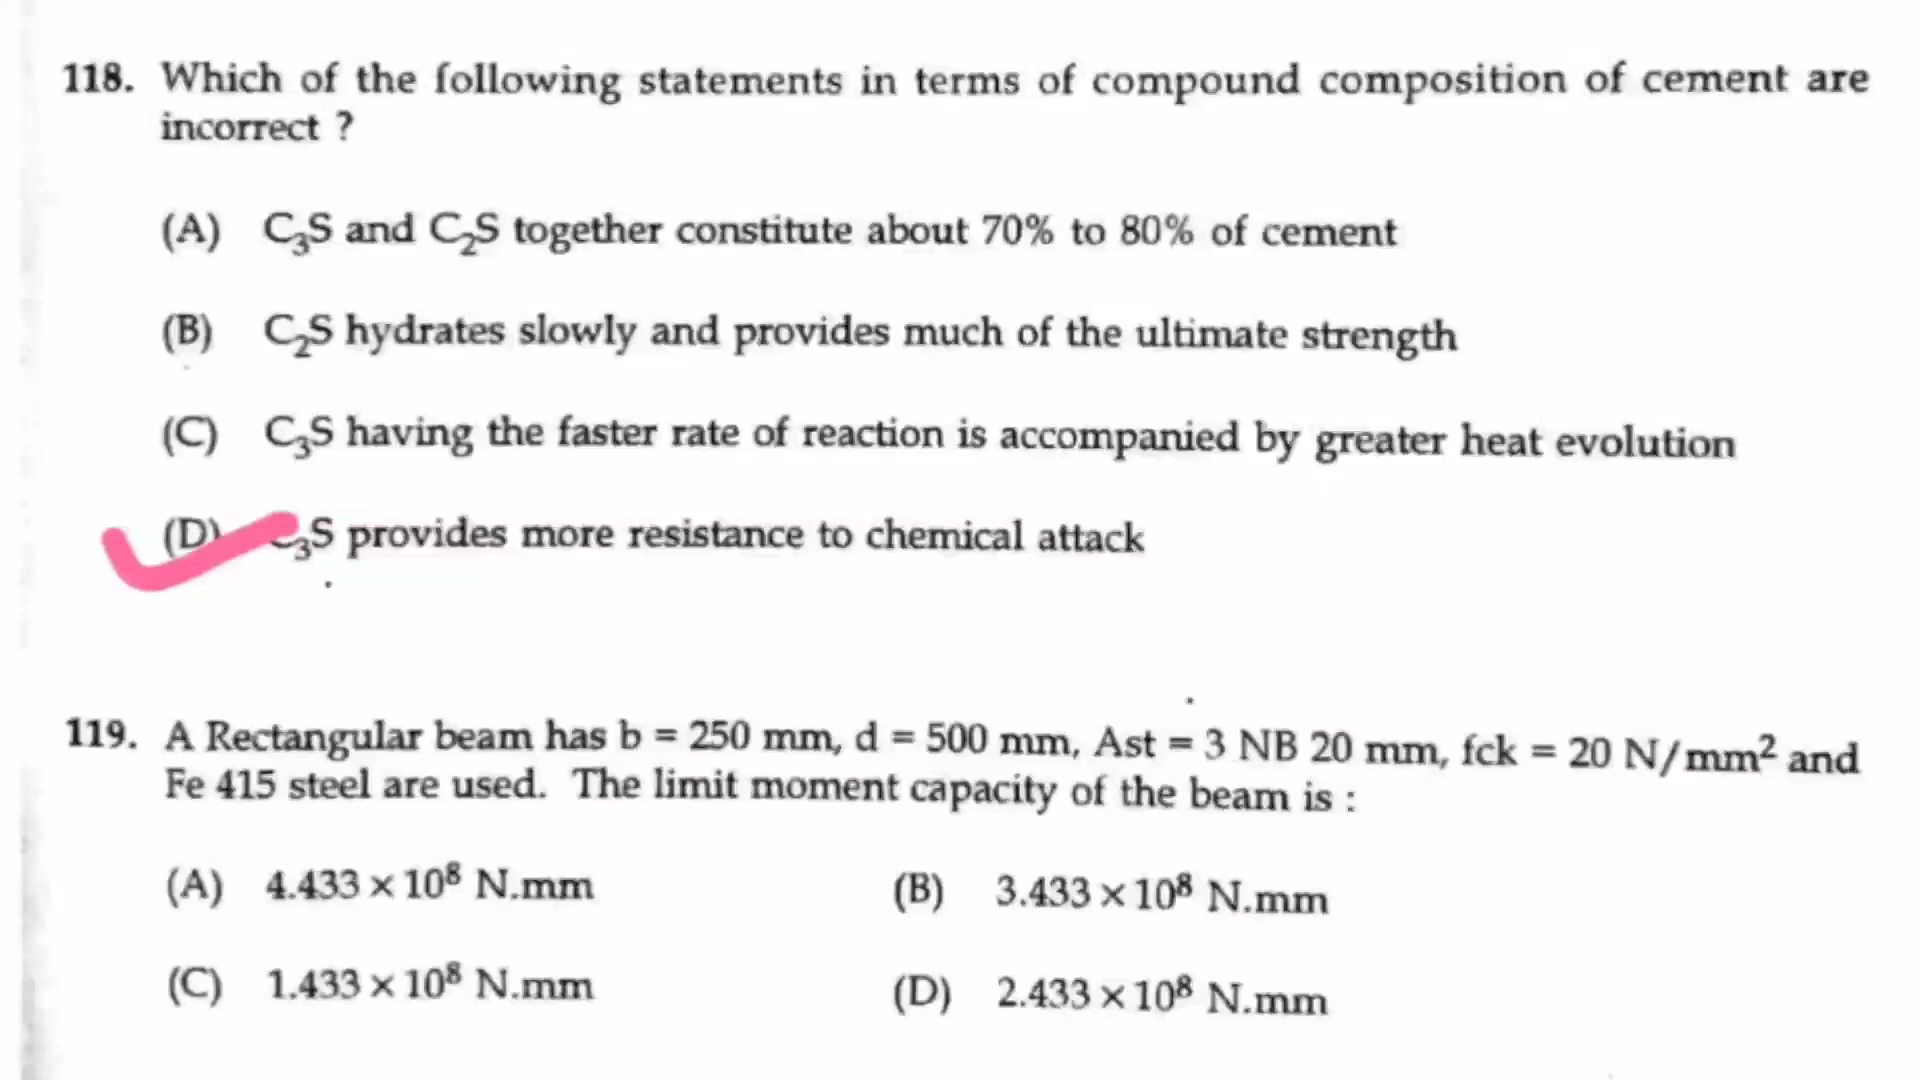 118. Which of the following statements in terms of compound composition of cement are
incorrect ?
(A) C₃S and C₂S together constitute about 70% to 80% of cement
(B) C₂S hydrates slowly and provides much of the ultimate strength
(C) C₃S having the faster rate of reaction is accompanied by greater heat evolution
(D) C₃S provides more resistance to chemical attack
119. A Rectangular beam has b = 250 mm, d = 500 mm, Ast = 3 NB 20 mm, fck = 20 N/mm² and
Fe 415 steel are used. The limit moment capacity of the beam is :
(A) 4.433 × 10⁸ N.mm (B) 3.433 × 10⁸ N.mm
(C) 1.433 × 10⁸ N.mm (D) 2.433 × 10⁸ N.mm